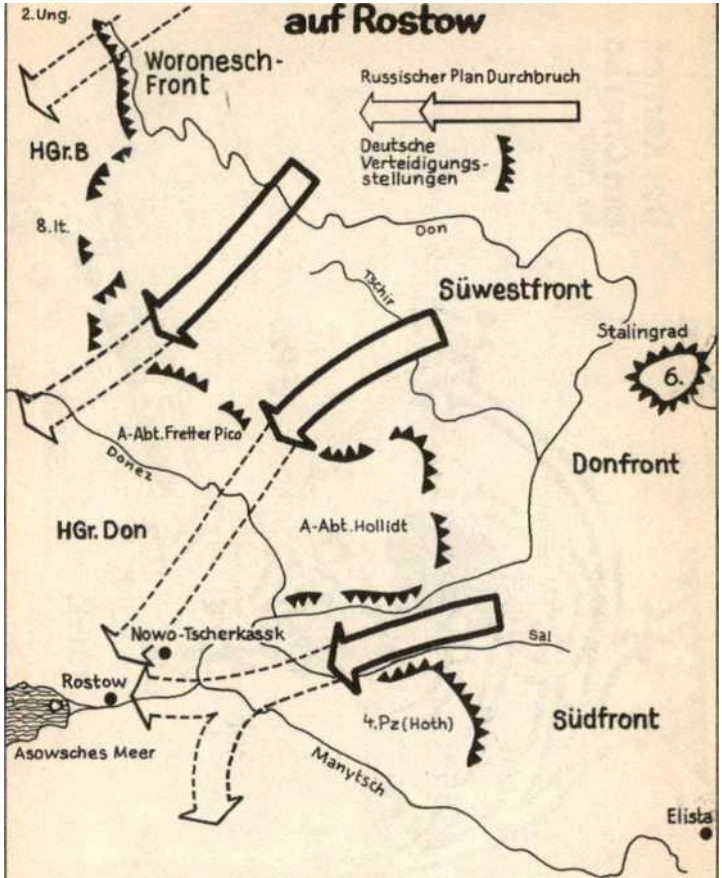 2.Ung.
auf Rostow
Woronesch-
Front
Russischer Plan Durchbruch
HGr.B
Deutsche
Verteidigungs-
stellungen
8.It.
Don
Tschir
Süwestfront
Stalingrad
6.
A-Abt.Fretter Pico
Donez
Donfront
HGr.Don
A-Abt.Hollidt
Nowo-Tscherkassk
Sal
Rostow
4.Pz(Hoth)
Südfront
Asowsches Meer
Manytsch
Elista